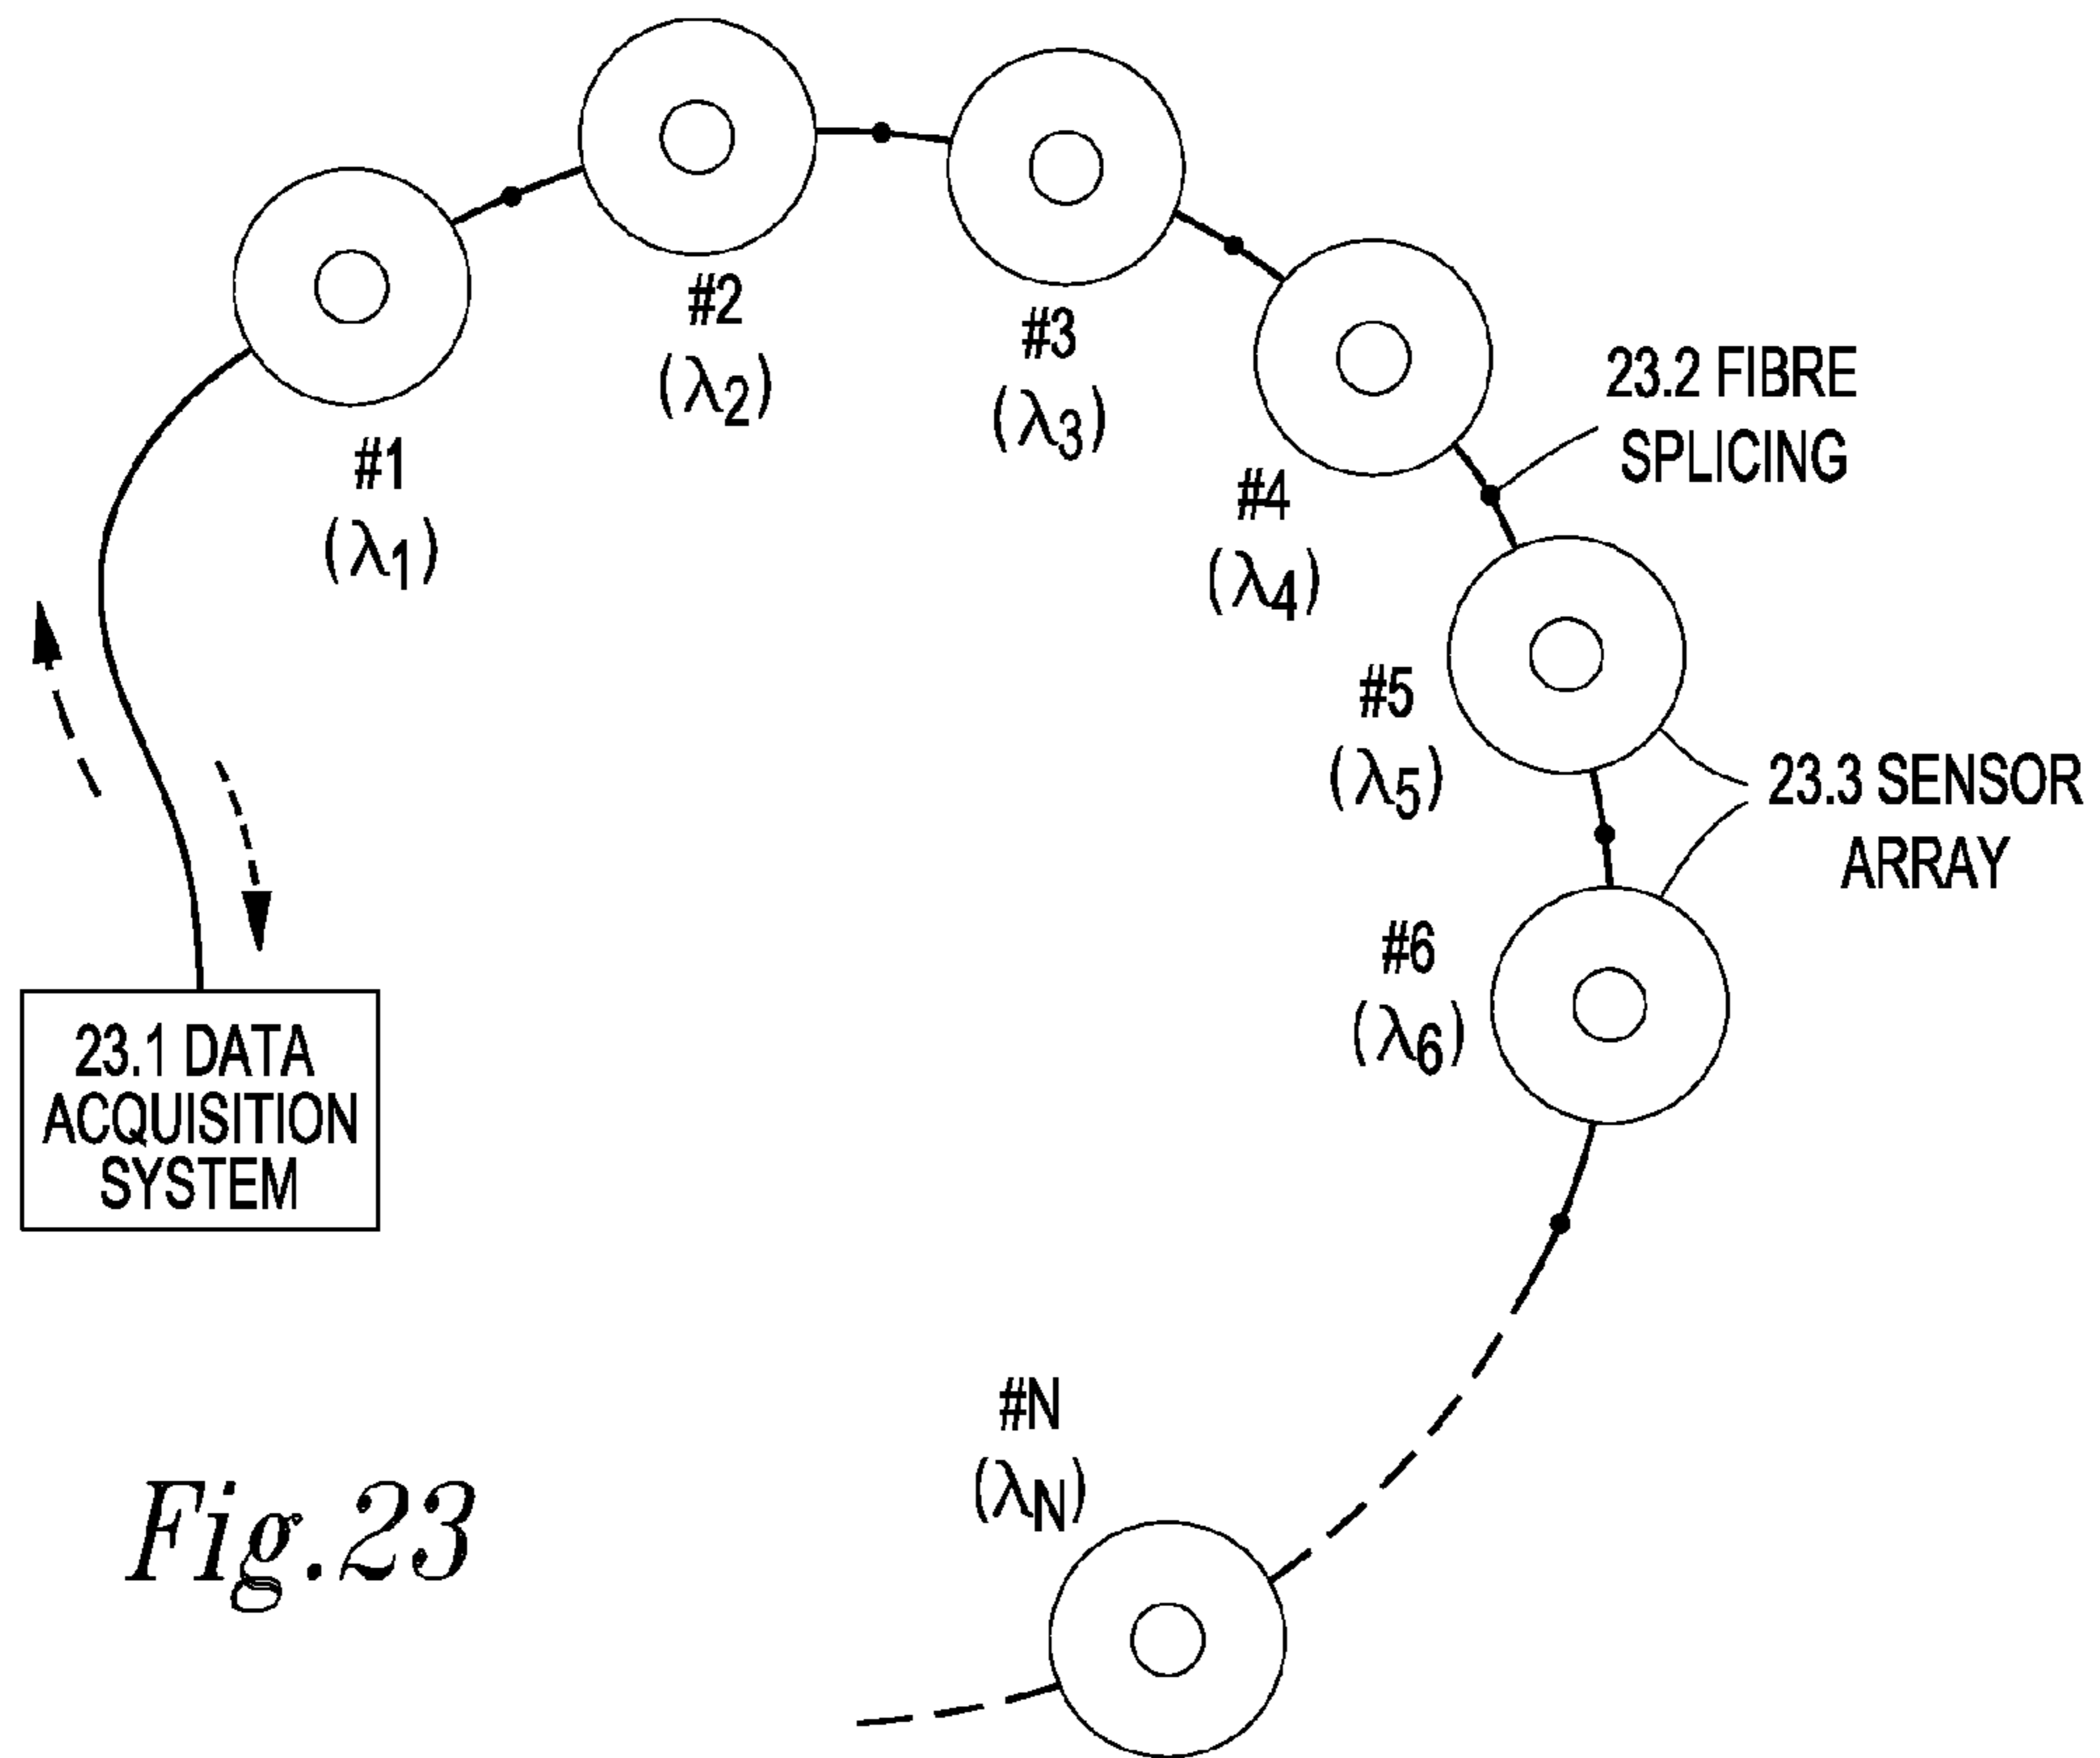 #1
(λ1)
#2
(λ2)
#3
(λ3)
#4
(λ4)
23.2 FIBRE
SPLICING
#5
(λ5)
23.3 SENSOR
ARRAY
#6
(λ6)
23.1 DATA
ACQUISITION
SYSTEM
#N
(λN)
Fig.23